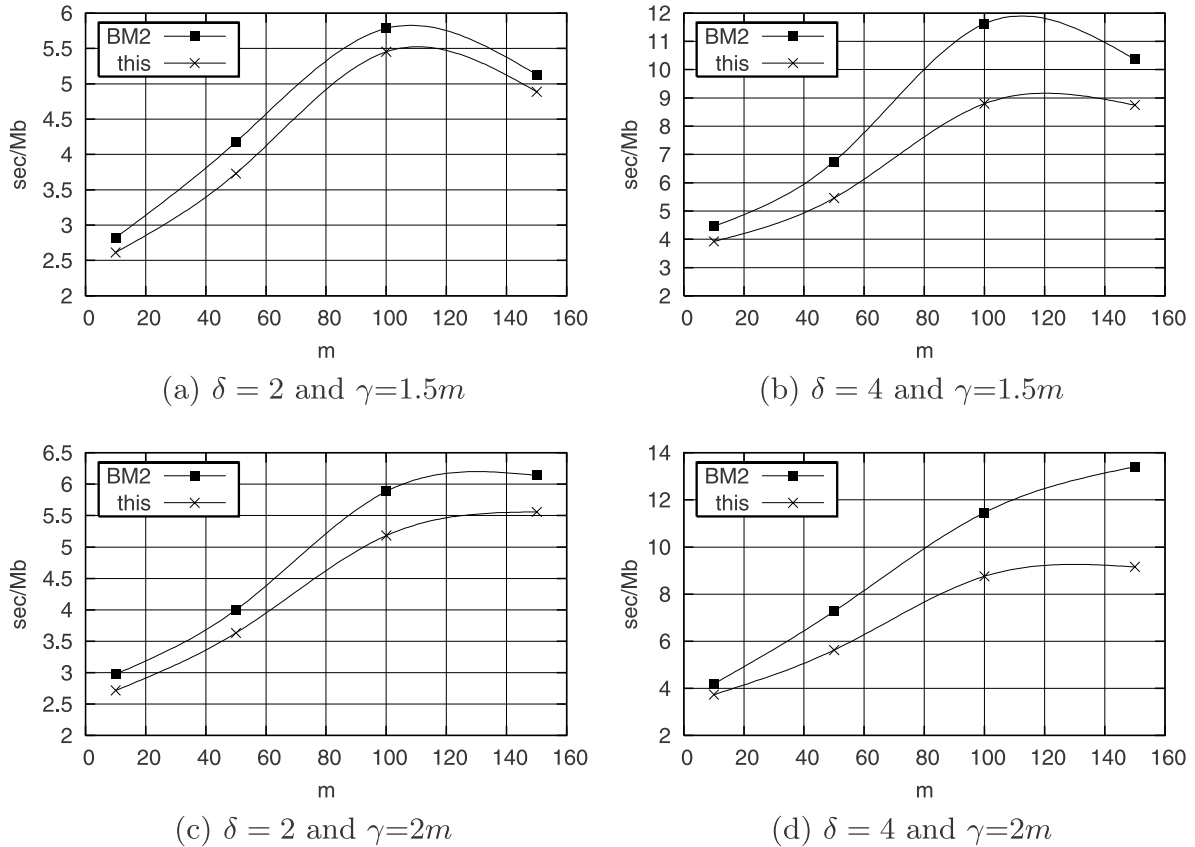 6
5.5
5
4.5
4
3.5
3
2.5
2
sec/Mb
BM2
this
0 20 40 60 80 100 120 140 160
m
(a) δ = 2 and γ=1.5m
12
11
10
9
8
7
6
5
4
3
2
sec/Mb
BM2
this
0 20 40 60 80 100 120 140 160
m
(b) δ = 4 and γ=1.5m
6.5
6
5.5
5
4.5
4
3.5
3
2.5
2
sec/Mb
BM2
this
0 20 40 60 80 100 120 140 160
m
(c) δ = 2 and γ=2m
14
12
10
8
6
4
2
sec/Mb
BM2
this
0 20 40 60 80 100 120 140 160
m
(d) δ = 4 and γ=2m